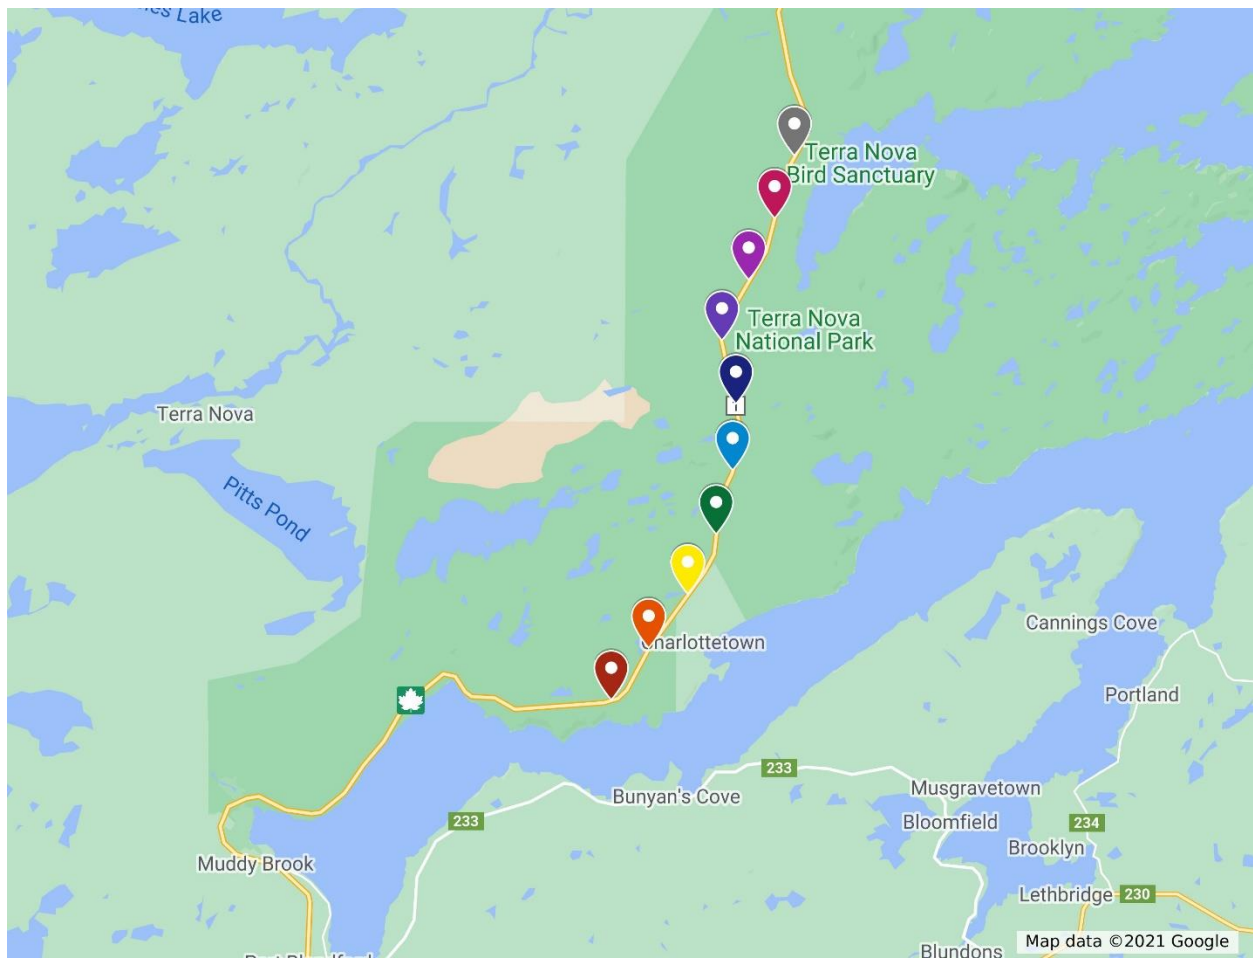 Lake
Terra Nova
Bird Sanctuary
Terra Nova
National Park
1
Terra Nova
Pitts Pond
Charlottetown
Cannings Cove
Portland
233
Bunyan's Cove
Musgravetown
233
Bloomfield
234
Brooklyn
Muddy Brook
Lethbridge
230
Blundons
Map data ©2021 Google